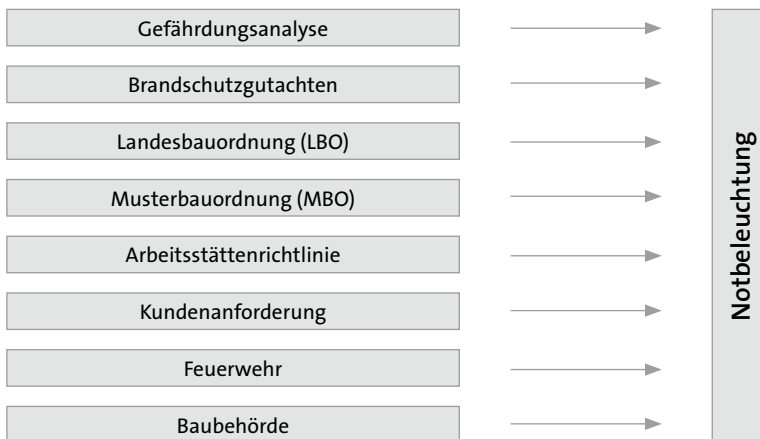 Gefährdungsanalyse
Brandschutzgutachten
Landesbauordnung (LBO)
Musterbauordnung (MBO)
Arbeitsstättenrichtlinie
Kundenanforderung
Feuerwehr
Baubehörde
Notbeleuchtung